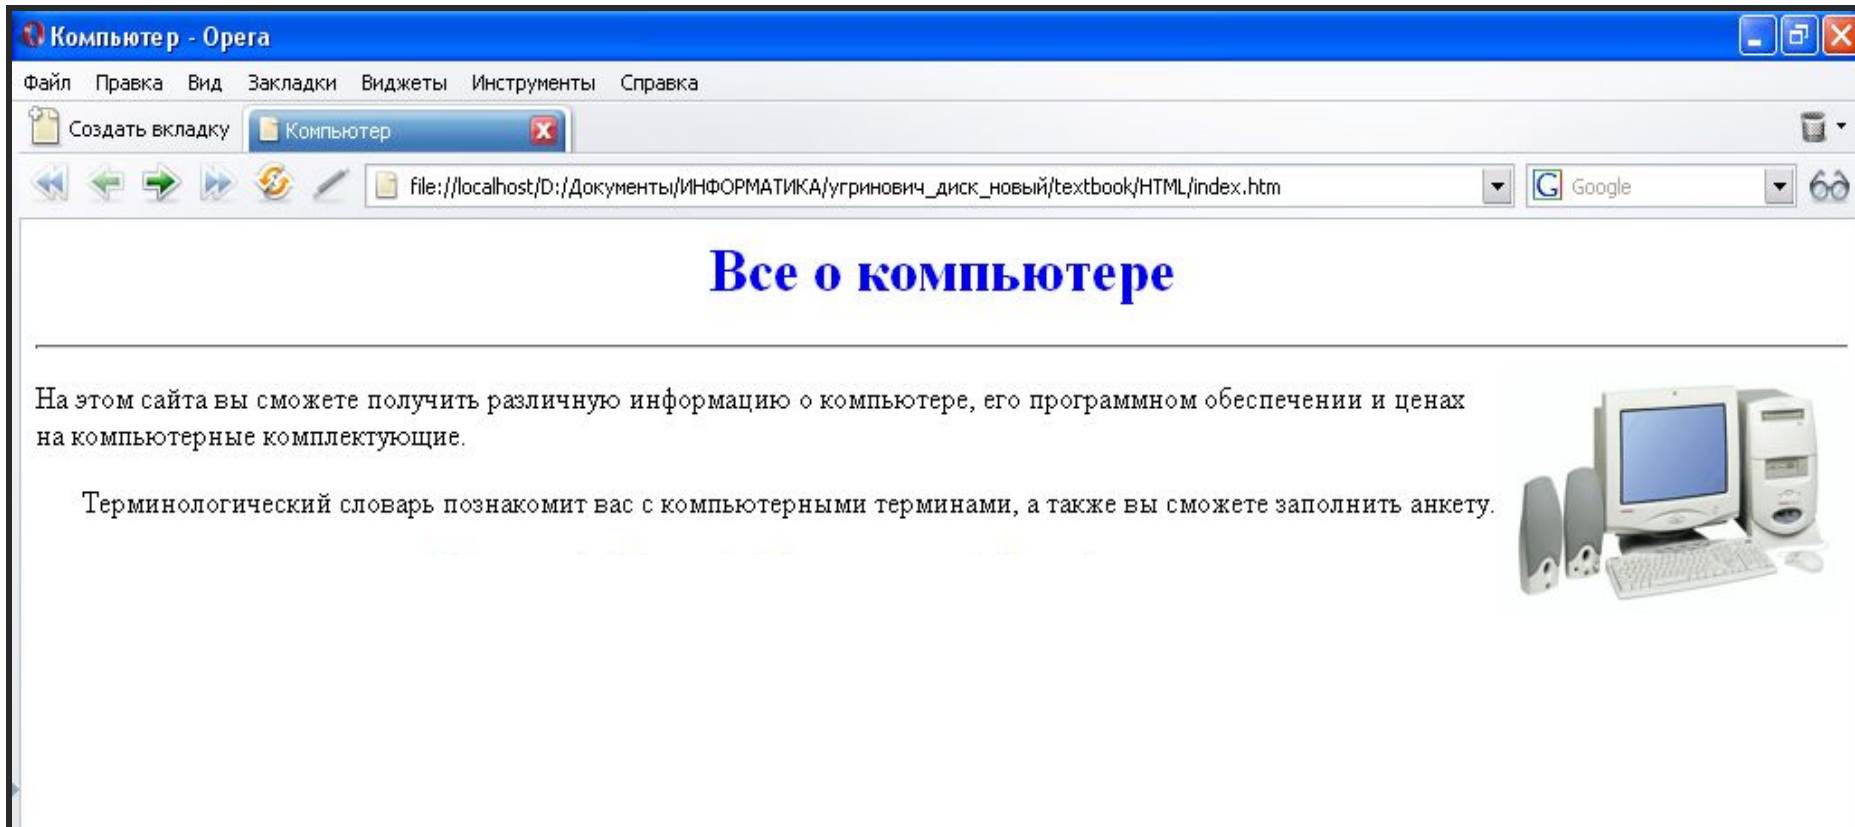 Компьютер - Opera
Файл Правка Вид Закладки Виджеты Инструменты Справка
Создать вкладку Компьютер
file://localhost/D:/Документы/ИНФОРМАТИКА/угринович_диск_новый/textbook/HTML/index.htm G Google
Все о компьютере
На этом сайта вы сможете получить различную информацию о компьютере, его программном обеспечении и ценах
на компьютерные комплектующие.
Терминологический словарь познакомит вас с компьютерными терминами, а также вы сможете заполнить анкету.